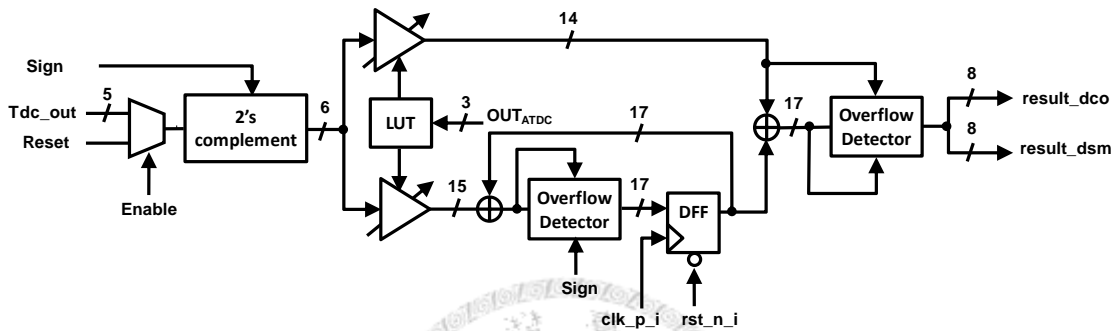 14
Sign
5
Tdc_out
Reset
2's
complement
6
LUT
3
OUTATDC
17
17
8
result_dco
Overflow
Detector
8
result_dsm
Enable
15
Overflow
Detector
17
DFF
Sign
clk_p_i
rst_n_i